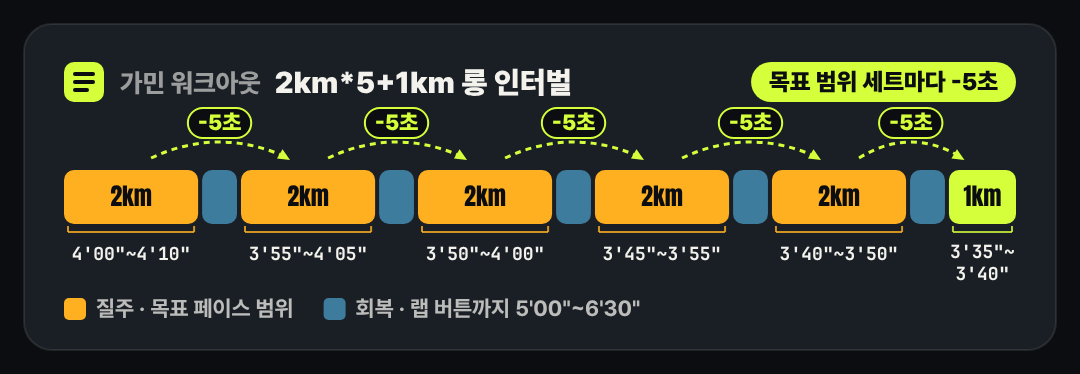 가민 워크아웃 2km*5+1km 롱 인터벌
목표 범위 세트마다 -5초
-5초 -5초 -5초 -5초 -5초
2km 2km 2km 2km 2km 1km
4'00"~4'10" 3'55"~4'05" 3'50"~4'00" 3'45"~3'55" 3'40"~3'50" 3'35"~
3'40"
질주 · 목표 페이스 범위 회복 · 랩 버튼까지 5'00"~6'30"